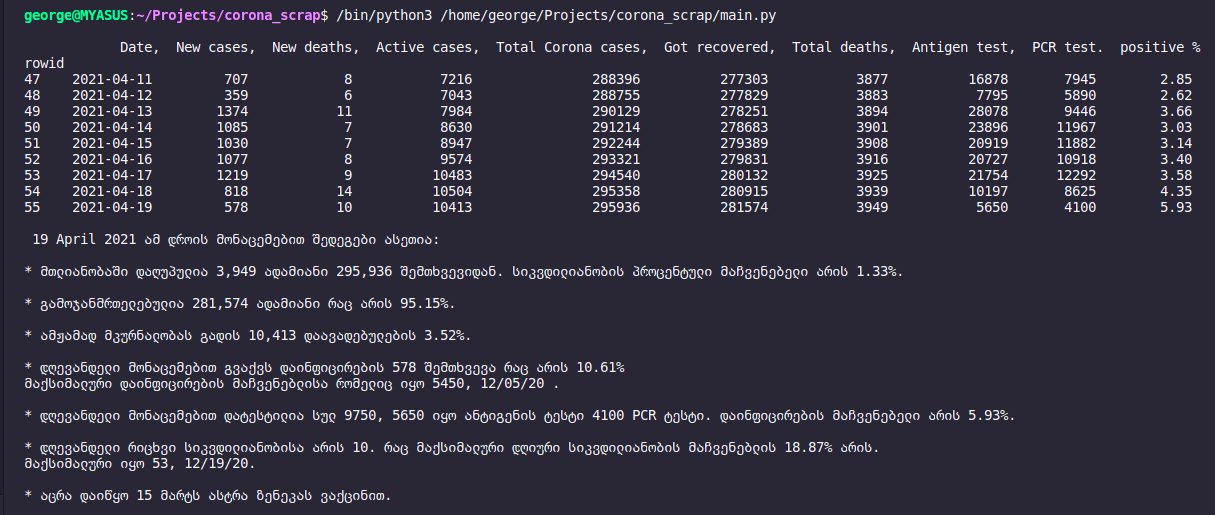 george@MYASUS:~/Projects/corona_scrap$ /bin/python3 /home/george/Projects/corona_scrap/main.py
Date, New cases, New deaths, Active cases, Total Corona cases, Got recovered, Total deaths, Antigen test, PCR test. positive %
rowid
47 2021-04-11 707 8 7216 288396 277303 3877 16878 7945 2.85
48 2021-04-12 359 6 7043 288755 277829 3883 7795 5890 2.62
49 2021-04-13 1374 11 7984 290129 278251 3894 28078 9446 3.66
50 2021-04-14 1085 7 8630 291214 278683 3901 23896 11967 3.03
51 2021-04-15 1030 7 8947 292244 279389 3908 20919 11882 3.14
52 2021-04-16 1077 8 9574 293321 279831 3916 20727 10918 3.40
53 2021-04-17 1219 9 10483 294540 280132 3925 21754 12292 3.58
54 2021-04-18 818 14 10504 295358 280915 3939 10197 8625 4.35
55 2021-04-19 578 10 10413 295936 281574 3949 5650 4100 5.93
19 April 2021 ამ დროის მონაცემებით შედეგები ასეთია:
* მთლიანობაში დაღუპულია 3,949 ადამიანი 295,936 შემთხვევიდან. სიკვდილიანობის პროცენტული მაჩვენებელი არის 1.33%.
* გამოჯანმრთელებულია 281,574 ადამიანი რაც არის 95.15%.
* ამჟამად მკურნალობას გადის 10,413 დაავადებულების 3.52%.
* დღევანდელი მონაცემებით გვაქვს დაინფიცირების 578 შემთხვევა რაც არის 10.61%
მაქსიმალური დაინფიცირების მაჩვენებლისა რომელიც იყო 5450, 12/05/20 .
* დღევანდელი მონაცემებით დატესტილია სულ 9750, 5650 იყო ანტიგენის ტესტი 4100 PCR ტესტი. დაინფიცირების მაჩვენებელი არის 5.93%.
* დღევანდელი რიცხვი სიკვდილიანობისა არის 10. რაც მაქსიმალური დღიური სიკვდილიანობის მაჩვენებლის 18.87% არის.
მაქსიმალური იყო 53, 12/19/20.
* აცრა დაიწყო 15 მარტს ასტრა ზენეკას ვაქცინით.